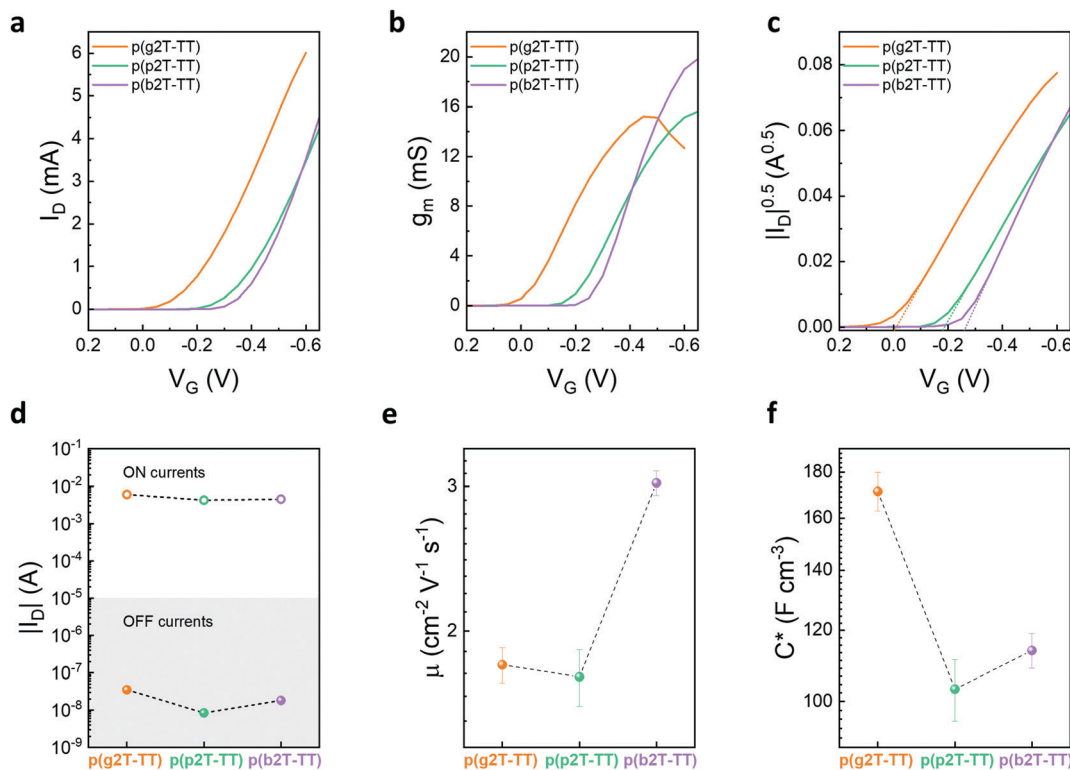 a
p(g2T-TT)
p(p2T-TT)
p(b2T-TT)
6
5
4
3
2
1
0
I_D (mA)
0.2 0.0 -0.2 -0.4 -0.6
V_G (V)
b
p(g2T-TT)
p(p2T-TT)
p(b2T-TT)
20
16
12
8
4
0
g_m (mS)
0.2 0.0 -0.2 -0.4 -0.6
V_G (V)
c
p(g2T-TT)
p(p2T-TT)
p(b2T-TT)
0.08
0.06
0.04
0.02
0.00
|I_D|^0.5 (A^0.5)
0.2 0.0 -0.2 -0.4 -0.6
V_G (V)
d
ON currents
OFF currents
10^-1
10^-2
10^-3
10^-4
10^-5
10^-6
10^-7
10^-8
10^-9
|I_D| (A)
p(g2T-TT) p(p2T-TT) p(b2T-TT)
e
3
2
μ (cm^-2 V^-1 s^-1)
p(g2T-TT) p(p2T-TT) p(b2T-TT)
f
180
160
140
120
100
C* (F cm^-3)
p(g2T-TT) p(p2T-TT) p(b2T-TT)